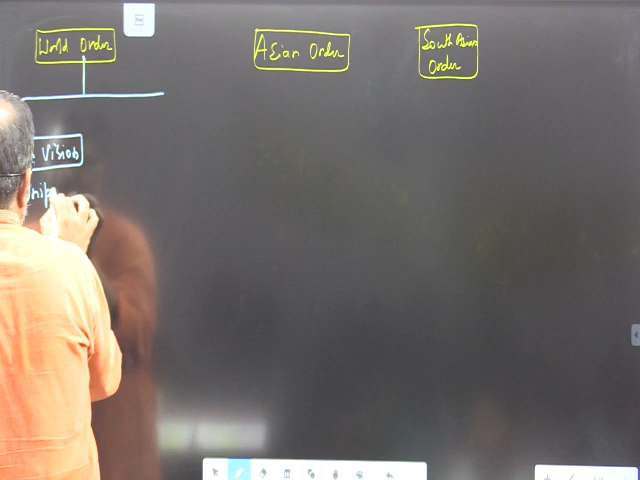 World Order
Asian Order
South Asian
Order
Vision